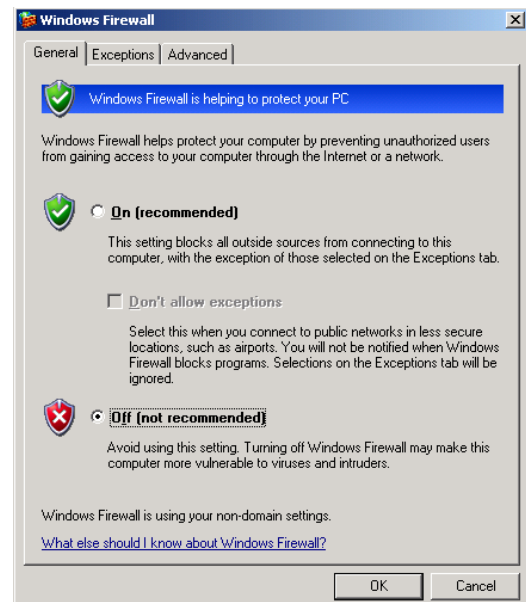 Windows Firewall
General Exceptions Advanced
Windows Firewall is helping to protect your PC
Windows Firewall helps protect your computer by preventing unauthorized users
from gaining access to your computer through the Internet or a network.
On (recommended)
This setting blocks all outside sources from connecting to this
computer, with the exception of those selected on the Exceptions tab.
Don't allow exceptions
Select this when you connect to public networks in less secure
locations, such as airports. You will not be notified when Windows
Firewall blocks programs. Selections on the Exceptions tab will be
ignored.
Off (not recommended)
Avoid using this setting. Turning off Windows Firewall may make this
computer more vulnerable to viruses and intruders.
Windows Firewall is using your non-domain settings.
What else should I know about Windows Firewall?
OK Cancel